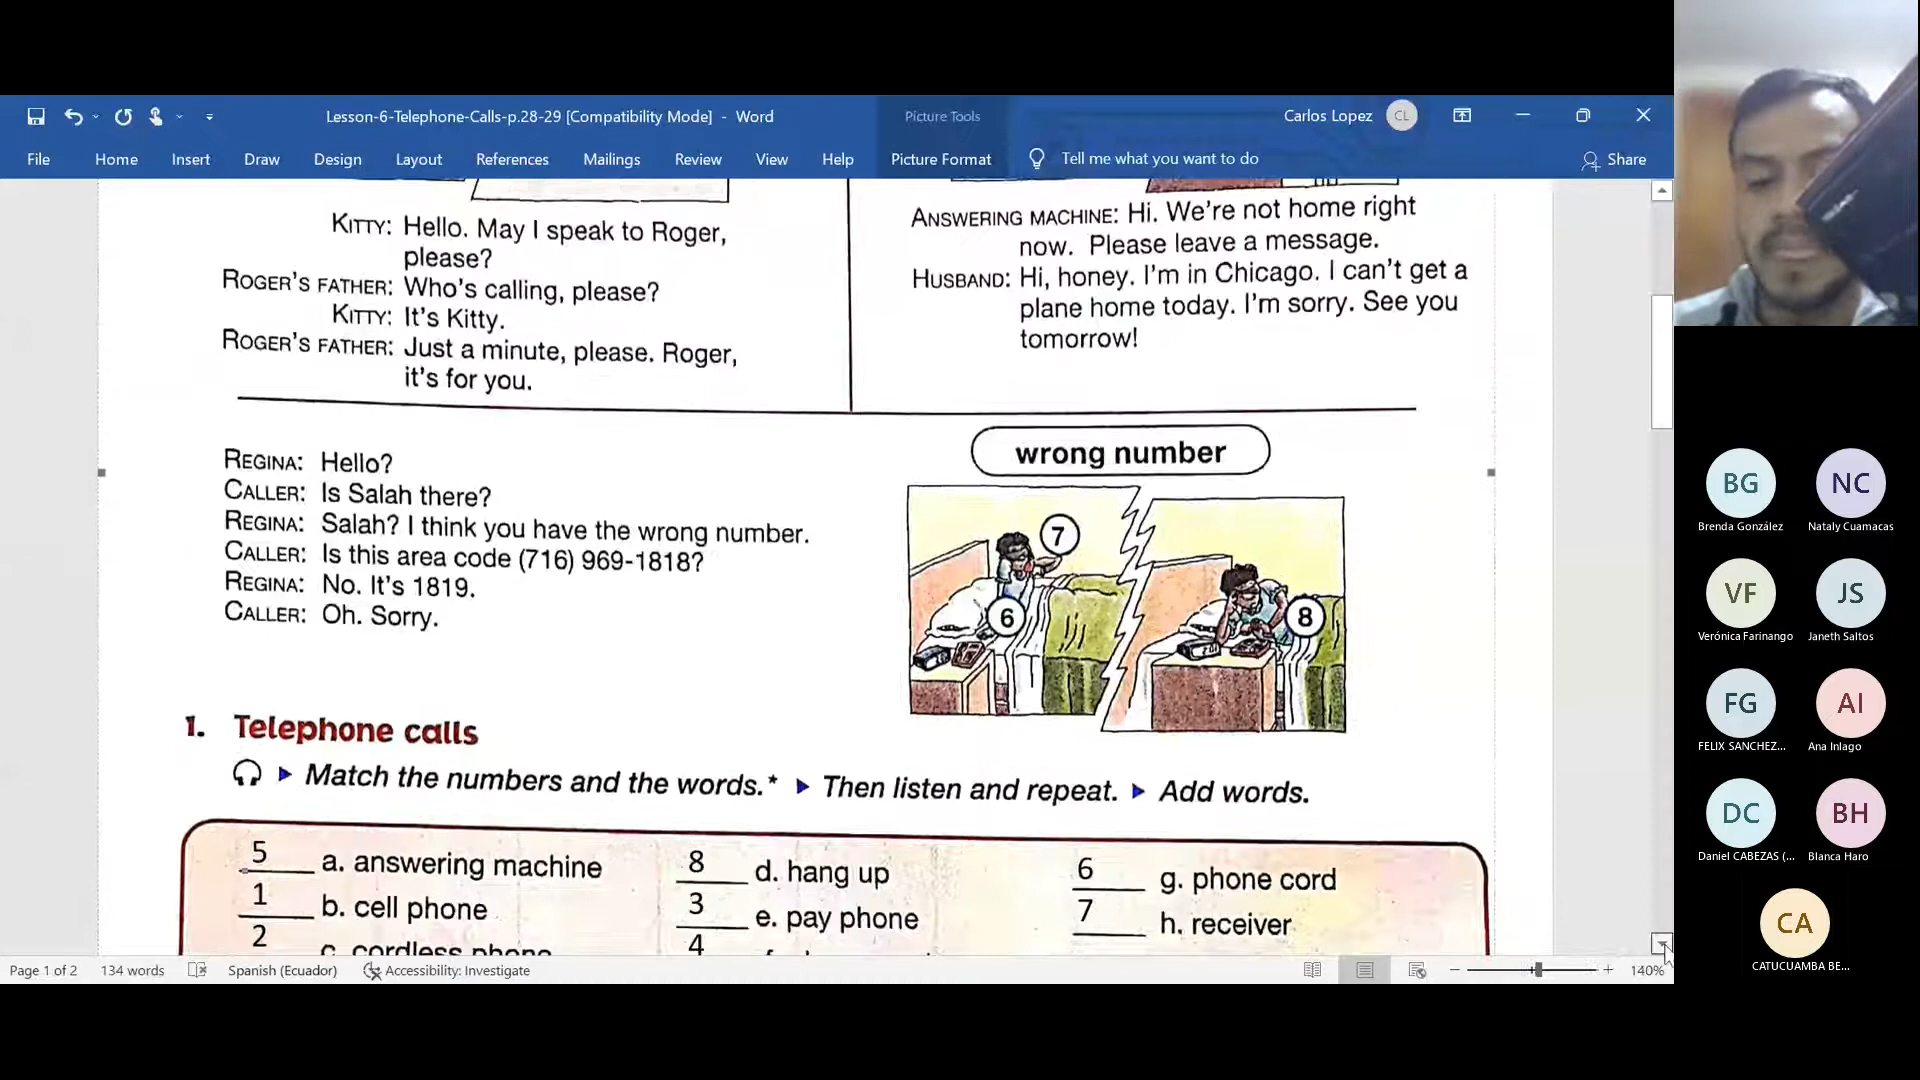 Lesson-6-Telephone-Calls-p.28-29 [Compatibility Mode] - Word
Picture Tools
Carlos Lopez CL
File Home Insert Draw Design Layout References Mailings Review View Help Picture Format Tell me what you want to do Share
KITTY: Hello. May I speak to Roger,
please?
ROGER'S FATHER: Who's calling, please?
KITTY: It's Kitty.
ROGER'S FATHER: Just a minute, please. Roger,
it's for you.
ANSWERING MACHINE: Hi. We're not home right
now. Please leave a message.
HUSBAND: Hi, honey. I'm in Chicago. I can't get a
plane home today. I'm sorry. See you
tomorrow!
REGINA: Hello?
CALLER: Is Salah there?
REGINA: Salah? I think you have the wrong number.
CALLER: Is this area code (716) 969-1818?
REGINA: No. It's 1819.
CALLER: Oh. Sorry.
wrong number
7
6
8
1. Telephone calls
Match the numbers and the words.* Then listen and repeat. Add words.
5 a. answering machine
1 b. cell phone
2 c. cordless phone
8 d. hang up
3 e. pay phone
4
6 g. phone cord
7 h. receiver
Page 1 of 2 134 words Spanish (Ecuador) Accessibility: Investigate 140%
BG
Brenda González
NC
Nataly Cuamacas
VF
Verónica Farinango
JS
Janeth Saltos
FG
FELIX SANCHEZ...
AI
Ana Inlago
DC
Daniel CABEZAS (...
BH
Blanca Haro
CA
CATUCUAMBA BE...